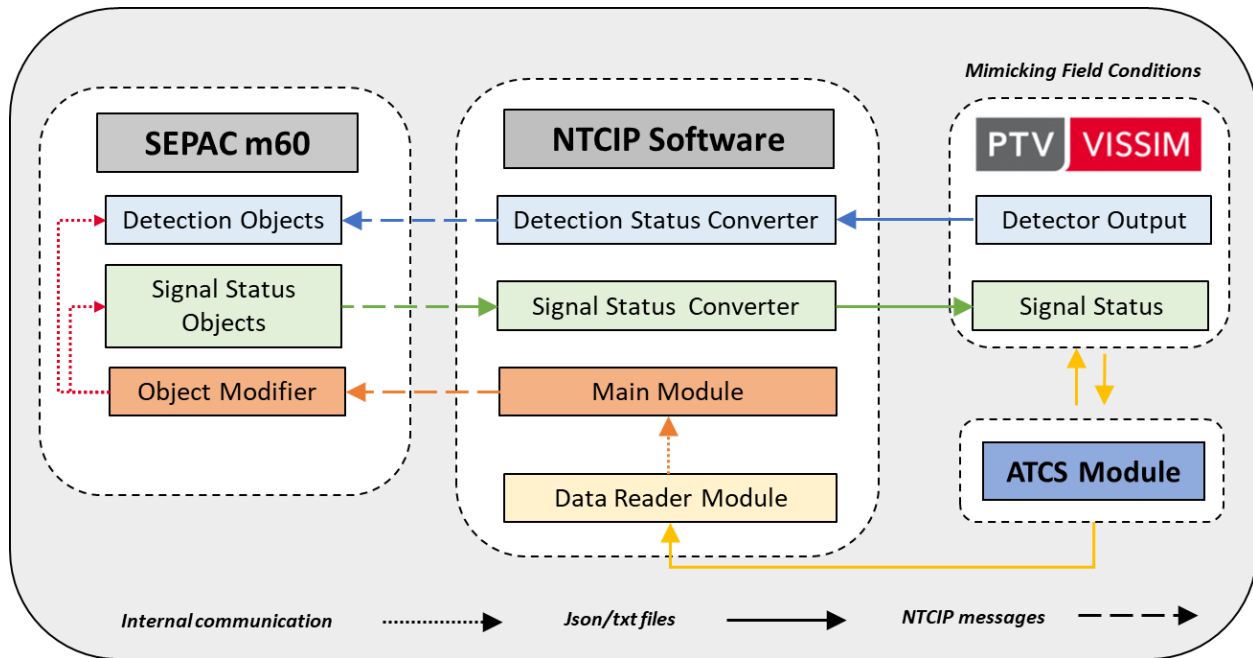 Mimicking Field Conditions
SEPAC m60
NTCIP Software
PTV VISSIM
Detection Objects
Detection Status Converter
Detector Output
Signal Status
Objects
Signal Status Converter
Signal Status
Object Modifier
Main Module
ATCS Module
Data Reader Module
Internal communication
Json/txt files
NTCIP messages